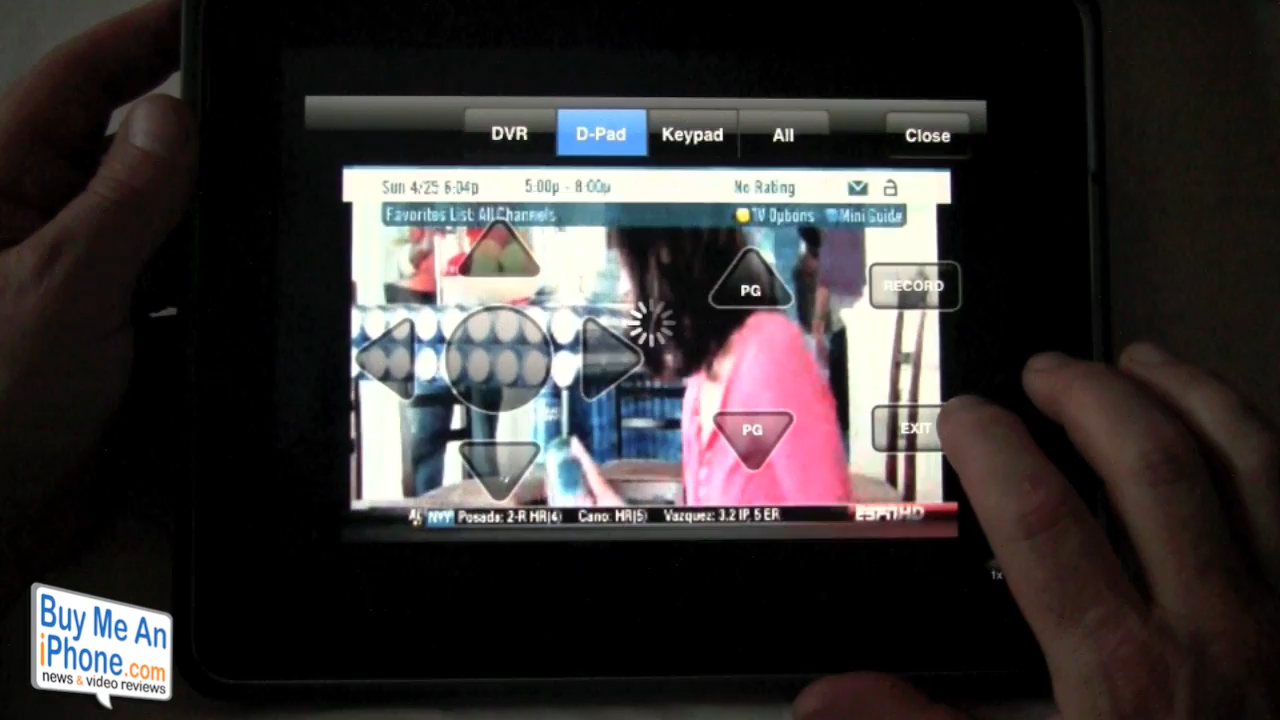 DVR D-Pad Keypad All Close
Sun 4/25 6:04p 5:00p - 8:00p No Rating
Favorites List: All Channels TV Options Mini Guide
PG
RECORD
PG
EXIT
NYY Posada: 2-R HR(4) Cano: HR(5) Vazquez: 3.2 IP, 5 ER ESPN HD
1x
Buy Me An
iPhone.com
news & video reviews